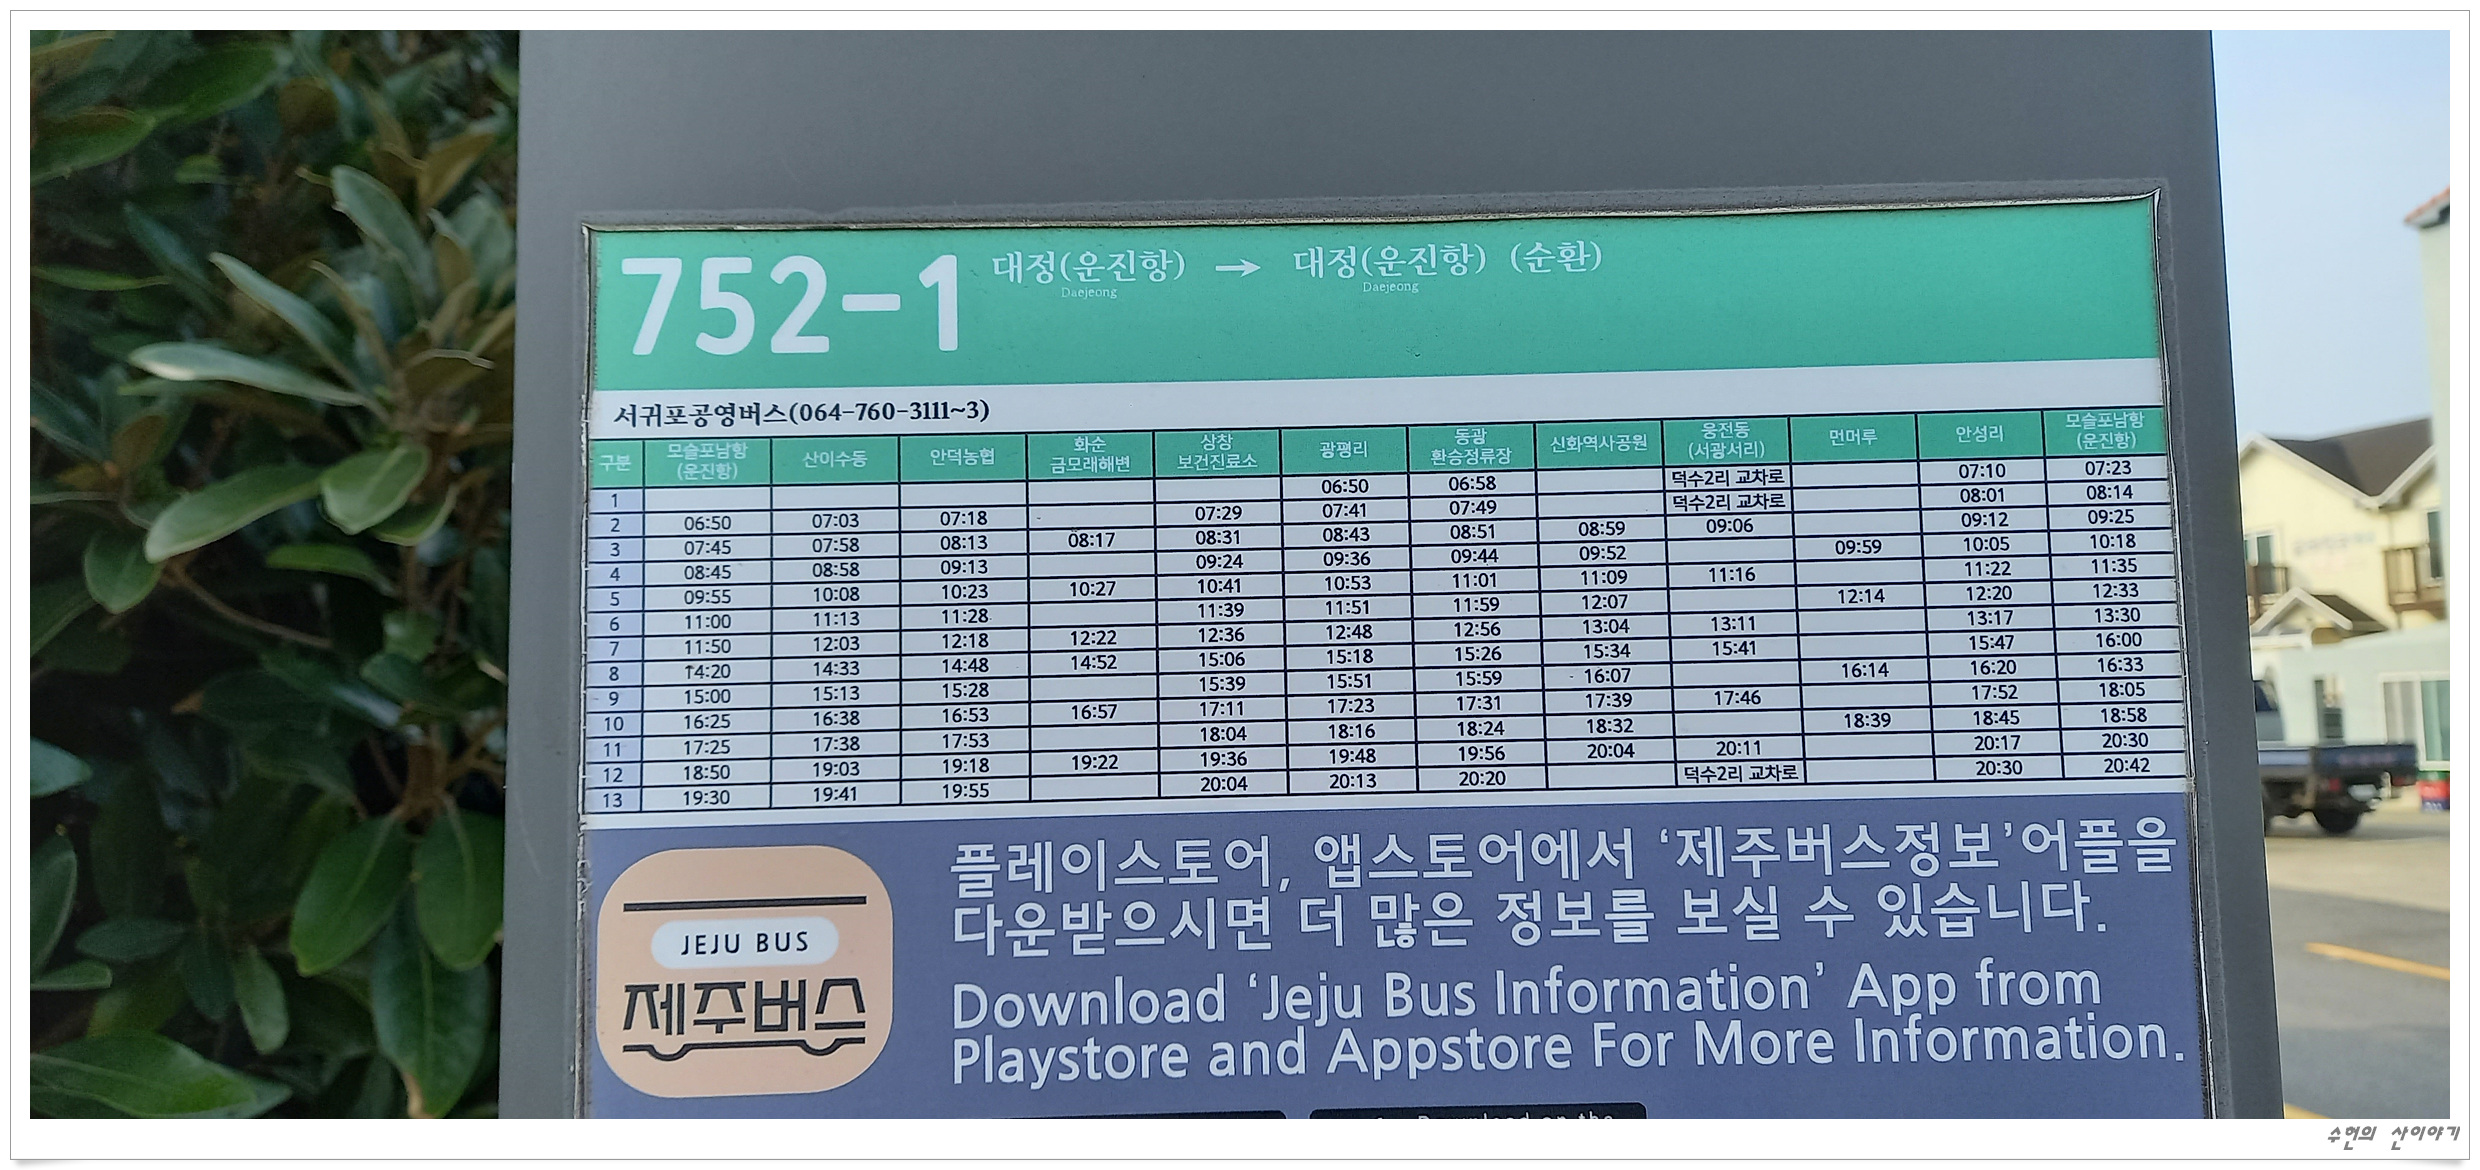 752-1 대정(운진항) → 대정(운진항) (순환)
Daejeong Daejeong
서귀포공영버스(064-760-3111~3)
구분 모슬포남항 (운진항) 산이수동 안덕농협 화순 금모래해변 상창 보건진료소 광평리 동광 환승정류장 신화역사공원 웅전동 (서광서리) 먼머루 안성리 모슬포남항 (운진항)
1 06:50 06:58 덕수2리 교차로 07:10 07:23
2 06:50 07:03 07:18 07:29 07:41 07:49 덕수2리 교차로 08:01 08:14
3 07:45 07:58 08:13 08:17 08:31 08:43 08:51 08:59 09:06 09:12 09:25
4 08:45 08:58 09:13 09:24 09:36 09:44 09:52 09:59 10:05 10:18
5 09:55 10:08 10:23 10:27 10:41 10:53 11:01 11:09 11:16 11:22 11:35
6 11:00 11:13 11:28 11:39 11:51 11:59 12:07 12:14 12:20 12:33
7 11:50 12:03 12:18 12:22 12:36 12:48 12:56 13:04 13:11 13:17 13:30
8 14:20 14:33 14:48 14:52 15:06 15:18 15:26 15:34 15:41 15:47 16:00
9 15:00 15:13 15:28 15:39 15:51 15:59 16:07 16:14 16:20 16:33
10 16:25 16:38 16:53 16:57 17:11 17:23 17:31 17:39 17:46 17:52 18:05
11 17:25 17:38 17:53 18:04 18:16 18:24 18:32 18:39 18:45 18:58
12 18:50 19:03 19:18 19:22 19:36 19:48 19:56 20:04 20:11 20:17 20:30
13 19:30 19:41 19:55 20:04 20:13 20:20 덕수2리 교차로 20:30 20:42
플레이스토어, 앱스토어에서 ‘제주버스정보’어플을
다운받으시면 더 많은 정보를 보실 수 있습니다.
JEJU BUS
제주버스
Download ‘Jeju Bus Information’ App from
Playstore and Appstore For More Information.
Download on the
수헌의 산이야기